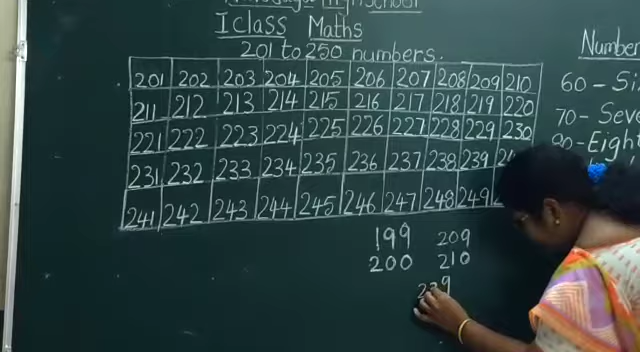 School
I class Maths
201 to 250 numbers.
201 202 203 204 205 206 207 208 209 210
211 212 213 214 215 216 217 218 219 220
221 222 223 224 225 226 227 228 229 230
231 232 233 234 235 236 237 238 239
241 242 243 244 245 246 247 248 249
199 209
200 210
239
Number
60 - Si
70 - Seve
80 - Eigh